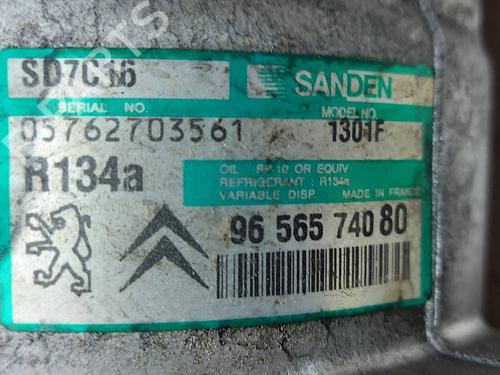 SD7C16
SANDEN
SERIAL NO.
MODEL NO.
05762703561
1301F
R134a
OIL SP-10 OR EQUIV
REFRIGERANT : R134a
VARIABLE DISP. MADE IN FRANCE
96 565 740 80